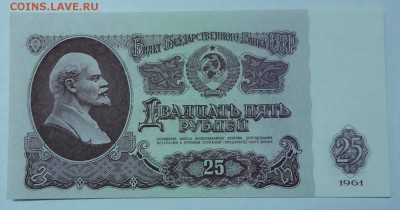 COINS.LAVE.RU
Билет Государственного Банка СССР
Двадцать пять
рублей
25
25
1961